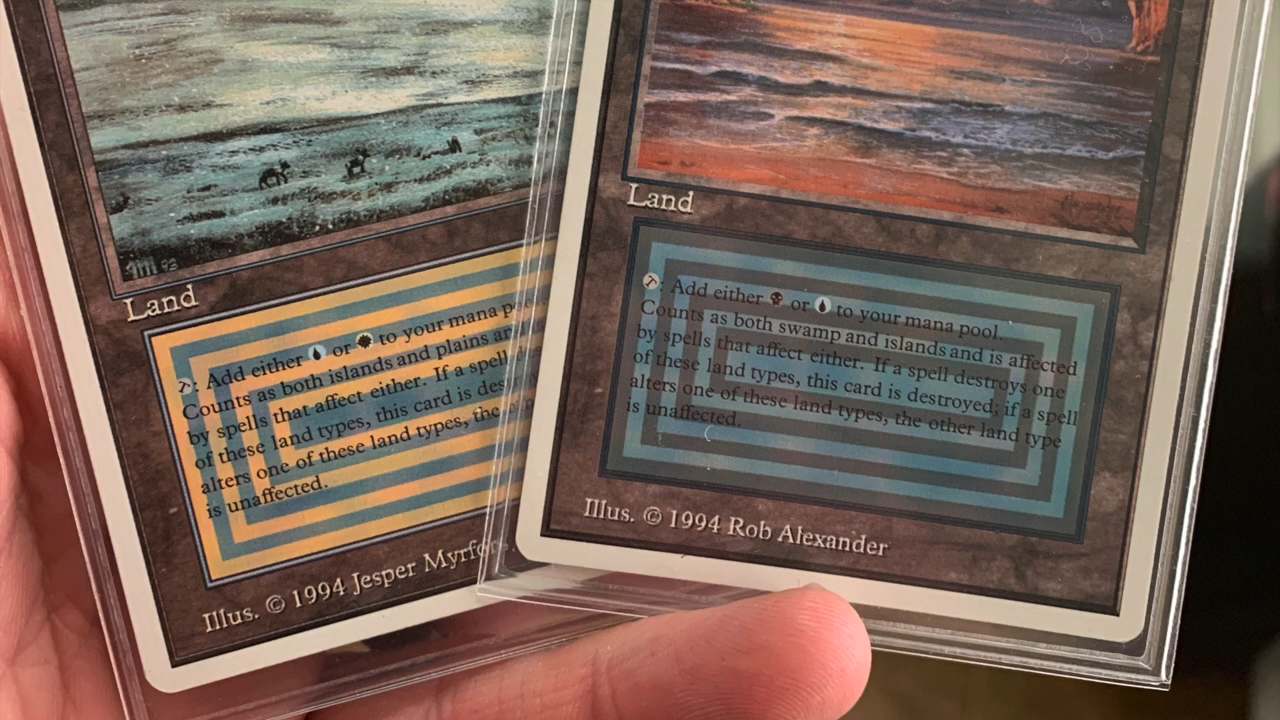 Land
: Add either or to your mana
Counts as both islands and plains
by spells that affect either. If a spell
of these land types, this card is
alters one of these land types, the
is unaffected.
Illus. © 1994 Jesper
Land
: Add either or to your mana pool.
Counts as both swamp and islands and is affected
by spells that affect either. If a spell destroys one
of these land types, this card is destroyed; if a spell
alters one of these land types, the other land type
is unaffected.
Illus. © 1994 Rob Alexander